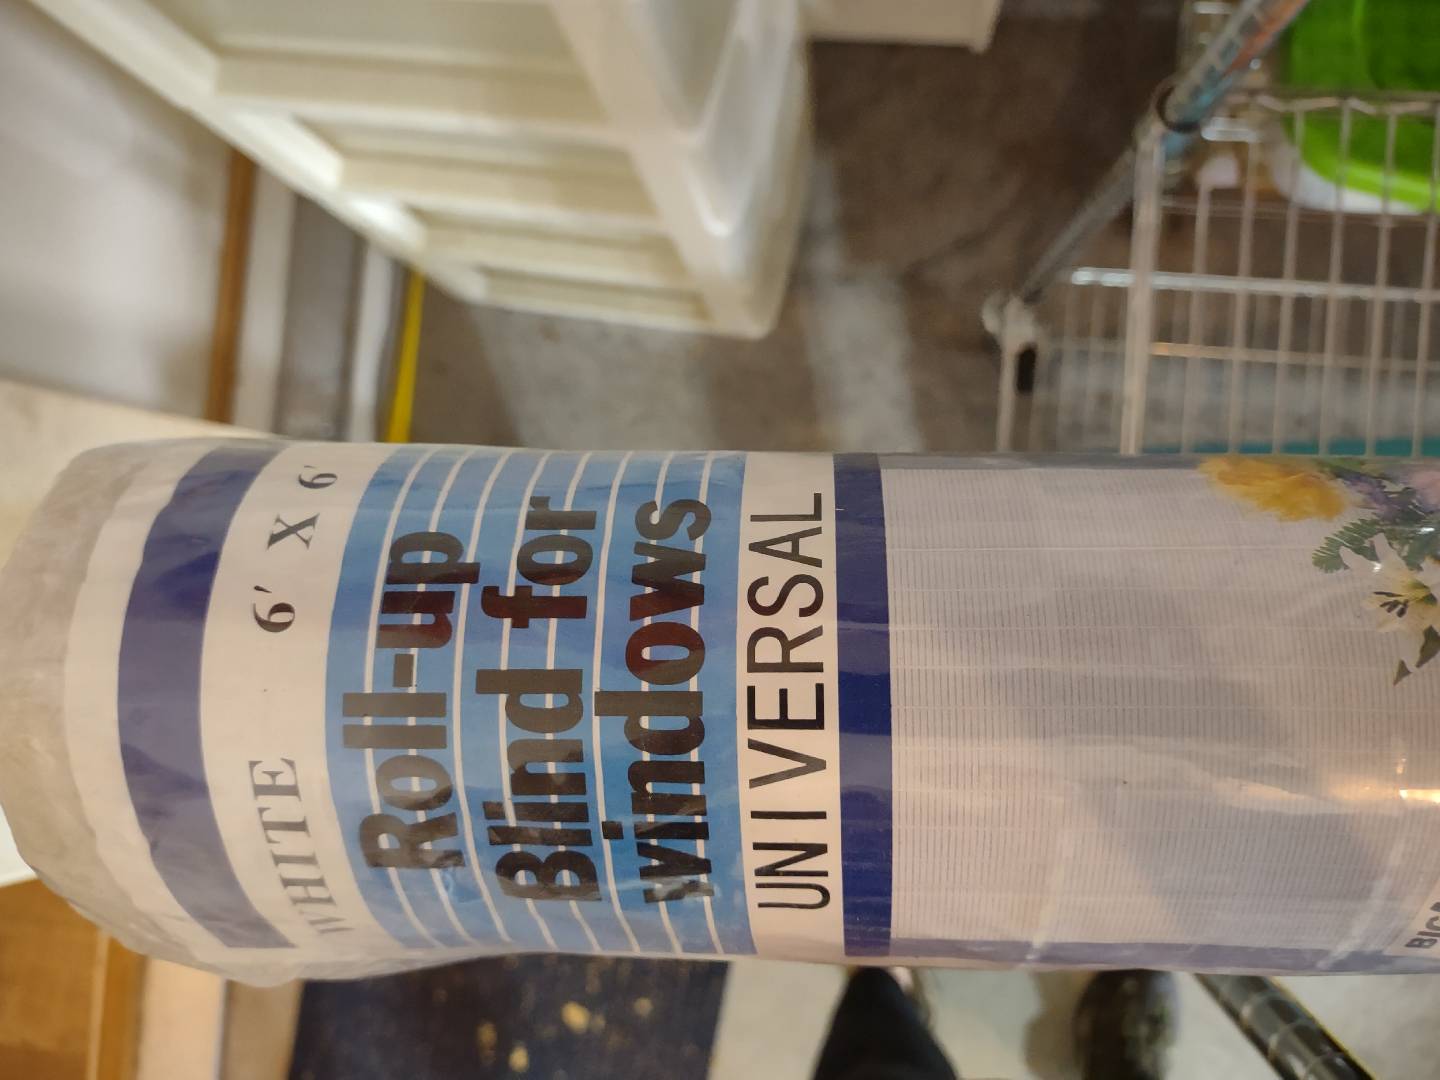 WHITE 6' X 6'
Roll-up
Blind for
windows
UNIVERSAL